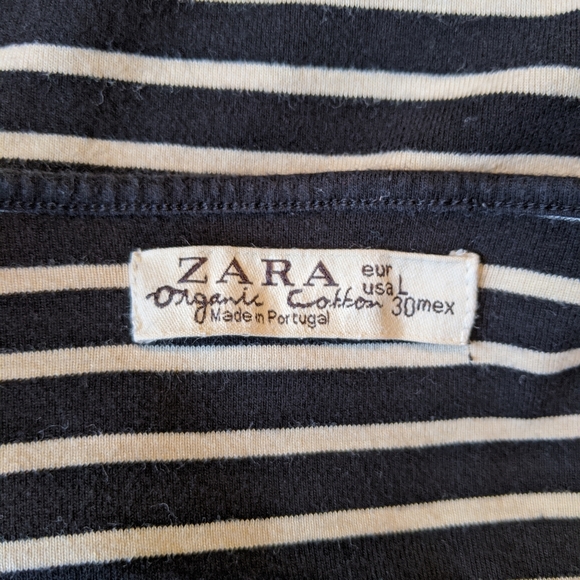 ZARA
Organic Cotton
Made in Portugal
eur
usa L
30mex